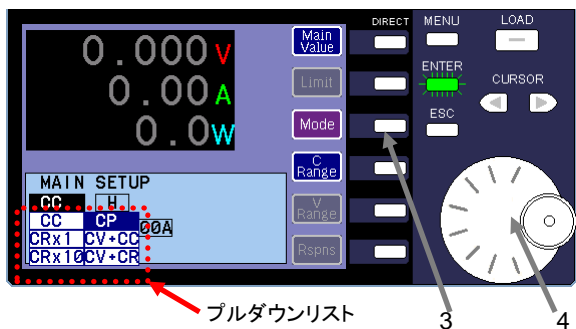 DIRECT
MENU
LOAD
ENTER
CURSOR
ESC
0.000V
0.00A
0.0W
Main
Value
Limit
Mode
C
Range
V
Range
Rspns
MAIN SETUP
CC H
CC CP 00A
CRx1 CV+CC
CRx10 CV+CR
プルダウンリスト
3
4